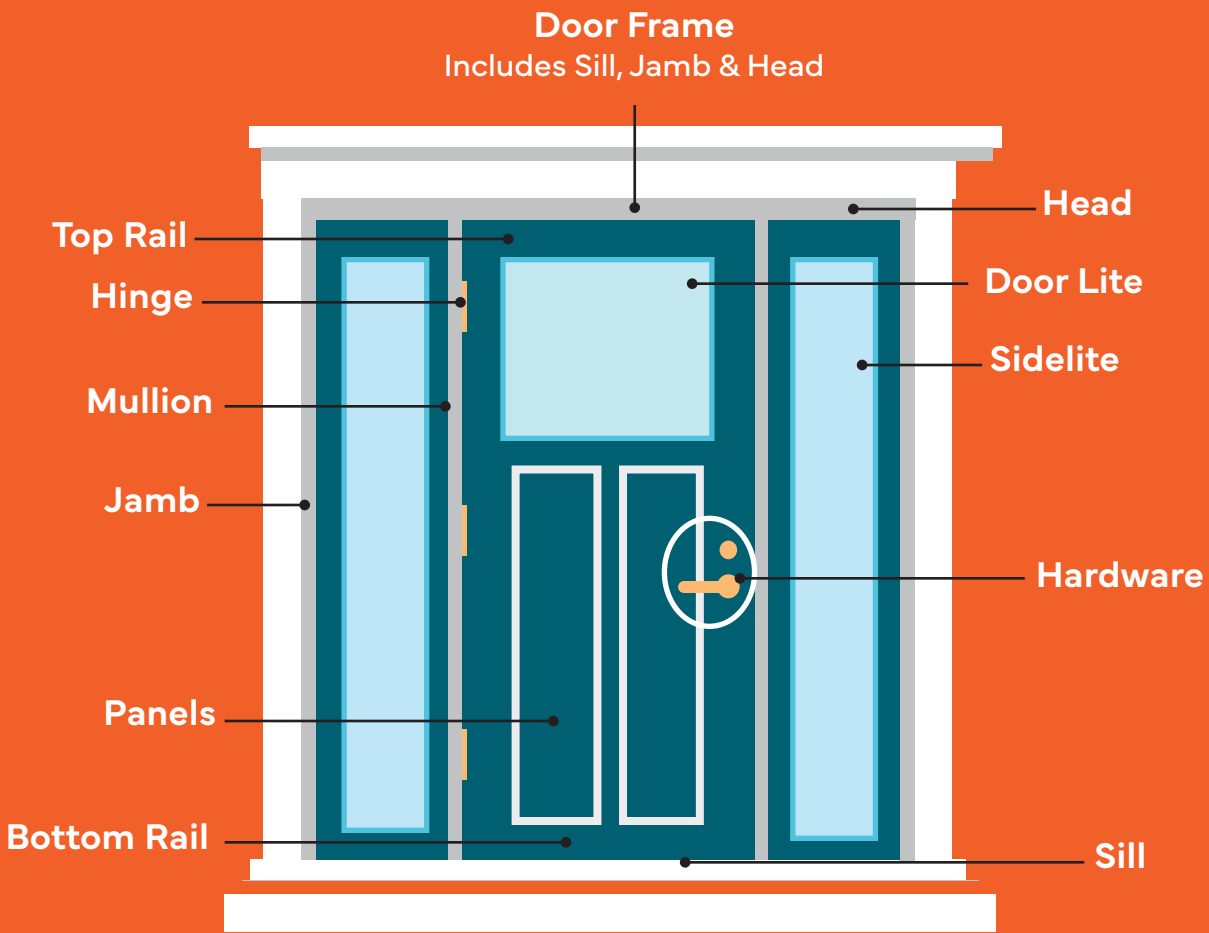 Door Frame
Includes Sill, Jamb & Head
Head
Top Rail
Door Lite
Hinge
Sidelite
Mullion
Jamb
Hardware
Panels
Bottom Rail
Sill